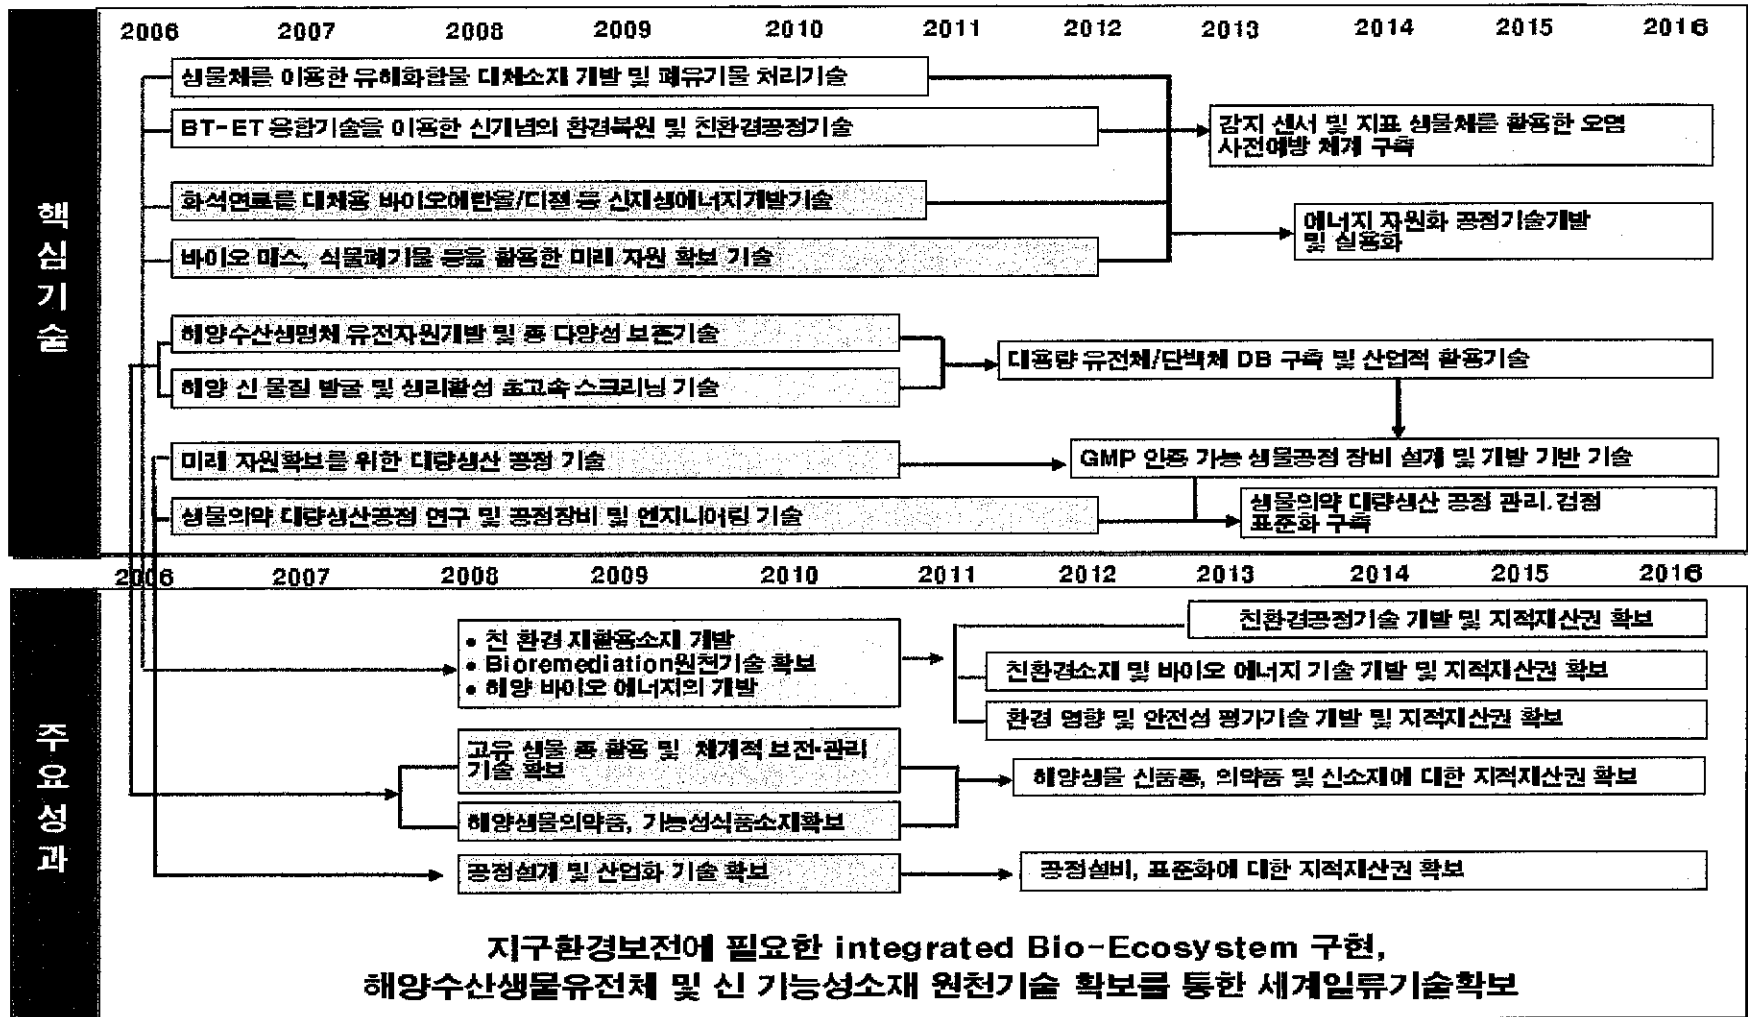 핵심기술
2006 2007 2008 2009 2010 2011 2012 2013 2014 2015 2016
생물체를 이용한 유해화합물 대체소재 개발 및 폐유기물 처리기술
BT-ET 융합기술을 이용한 신개념의 환경복원 및 친환경공정기술
감지 센서 및 지표 생물체를 활용한 오염
사전예방 체계 구축
화석연료를 대체용 바이오에탄올/디젤 등 신재생에너지개발기술
에너지 자원화 공정기술개발
및 실용화
바이오 매스, 식물폐기물 등을 활용한 미래 자원 확보 기술
해양수산생명체 유전자원개발 및 종 다양성 보존기술
대용량 유전체/단백체 DB 구축 및 산업적 활용기술
해양 신 물질 발굴 및 생리활성 초고속 스크리닝 기술
미래 자원확보를 위한 대량생산 공정 기술
GMP 인증 가능 생물공정 장비 설계 및 개발 기반 기술
생물의약 대량생산공정 연구 및 공정장비 및 엔지니어링 기술
생물의약 대량생산 공정 관리.검정
표준화 구축
주요성과
2006 2007 2008 2009 2010 2011 2012 2013 2014 2015 2016
• 친 환경 재활용소재 개발
• Bioremediation원천기술 확보
• 해양 바이오 에너지의 개발
친환경공정기술 개발 및 지적재산권 확보
친환경소재 및 바이오 에너지 기술 개발 및 지적재산권 확보
환경 영향 및 안전성 평가기술 개발 및 지적재산권 확보
고유 생물 종 활용 및 체계적 보전·관리
기술 확보
해양생물 신품종, 의약품 및 신소재에 대한 지적재산권 확보
해양생물의약품, 기능성식품소재확보
공정설계 및 산업화 기술 확보
공정설비, 표준화에 대한 지적재산권 확보
지구환경보전에 필요한 integrated Bio-Ecosystem 구현,
해양수산생물유전체 및 신 기능성소재 원천기술 확보를 통한 세계일류기술확보